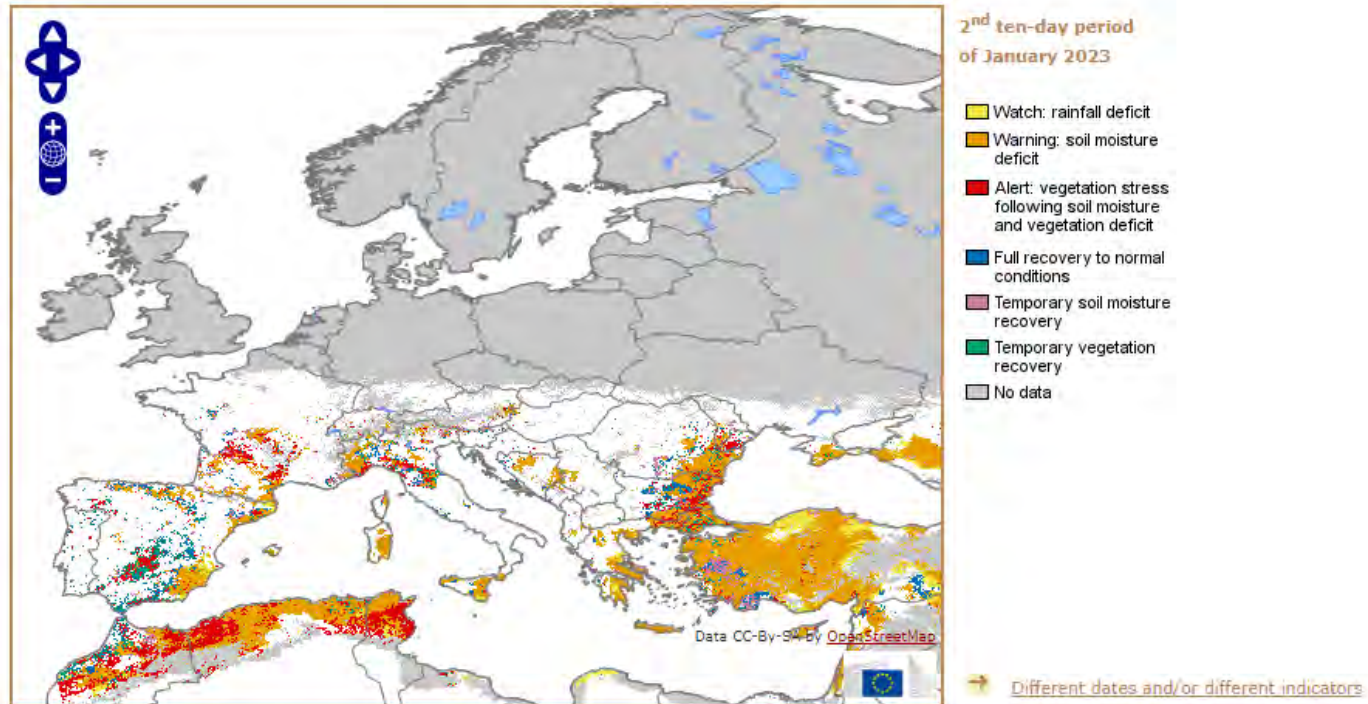 2nd ten-day period
of January 2023
Watch: rainfall deficit
Warning: soil moisture
deficit
Alert: vegetation stress
following soil moisture
and vegetation deficit
Full recovery to normal
conditions
Temporary soil moisture
recovery
Temporary vegetation
recovery
No data
Data CC-By-SA by OpenStreetMap
Different dates and/or different indicators